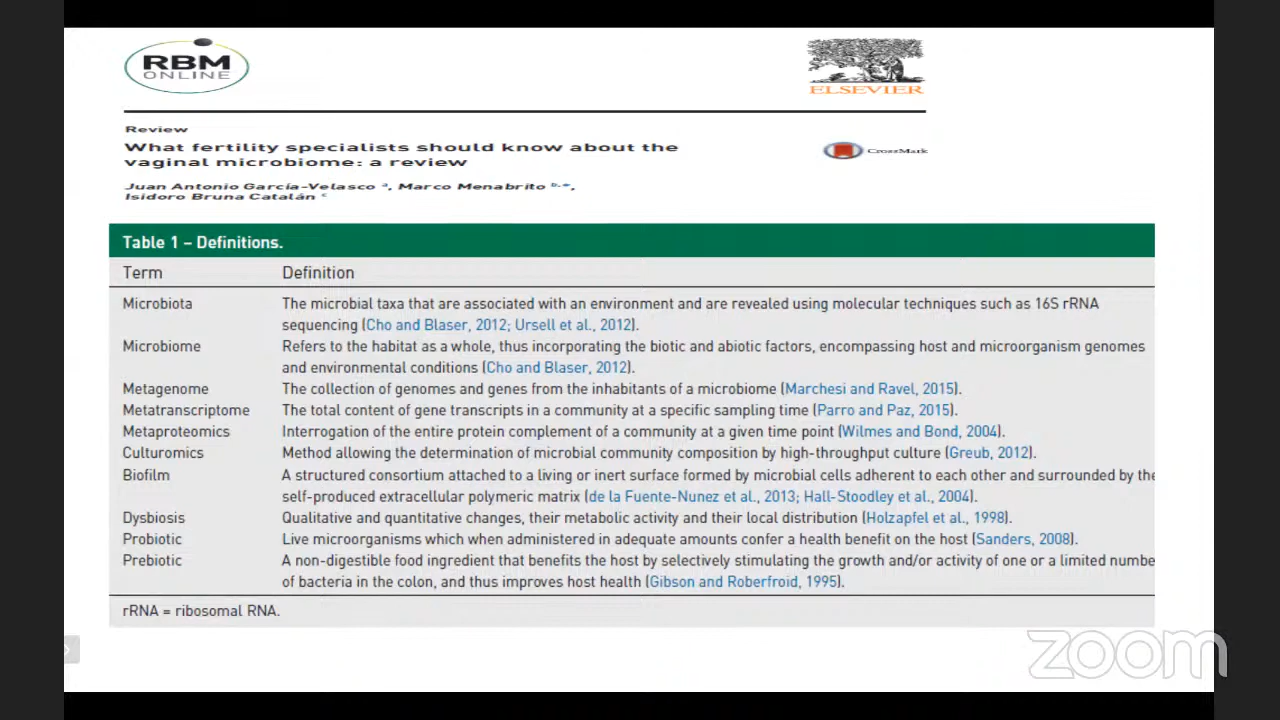 RBM
ONLINE
ELSEVIER
Review
What fertility specialists should know about the
vaginal microbiome: a review
CrossMark
Juan Antonio García-Velasco a, Marco Menabrito b,*,
Isidoro Bruna Catalán c
Table 1 – Definitions.
Term Definition
Microbiota The microbial taxa that are associated with an environment and are revealed using molecular techniques such as 16S rRNA
sequencing (Cho and Blaser, 2012; Ursell et al., 2012).
Microbiome Refers to the habitat as a whole, thus incorporating the biotic and abiotic factors, encompassing host and microorganism genomes
and environmental conditions (Cho and Blaser, 2012).
Metagenome The collection of genomes and genes from the inhabitants of a microbiome (Marchesi and Ravel, 2015).
Metatranscriptome The total content of gene transcripts in a community at a specific sampling time (Parro and Paz, 2015).
Metaproteomics Interrogation of the entire protein complement of a community at a given time point (Wilmes and Bond, 2004).
Culturomics Method allowing the determination of microbial community composition by high-throughput culture (Greub, 2012).
Biofilm A structured consortium attached to a living or inert surface formed by microbial cells adherent to each other and surrounded by the
self-produced extracellular polymeric matrix (de la Fuente-Nunez et al., 2013; Hall-Stoodley et al., 2004).
Dysbiosis Qualitative and quantitative changes, their metabolic activity and their local distribution (Holzapfel et al., 1998).
Probiotic Live microorganisms which when administered in adequate amounts confer a health benefit on the host (Sanders, 2008).
Prebiotic A non-digestible food ingredient that benefits the host by selectively stimulating the growth and/or activity of one or a limited numbe
of bacteria in the colon, and thus improves host health (Gibson and Roberfroid, 1995).
rRNA = ribosomal RNA.
zoom